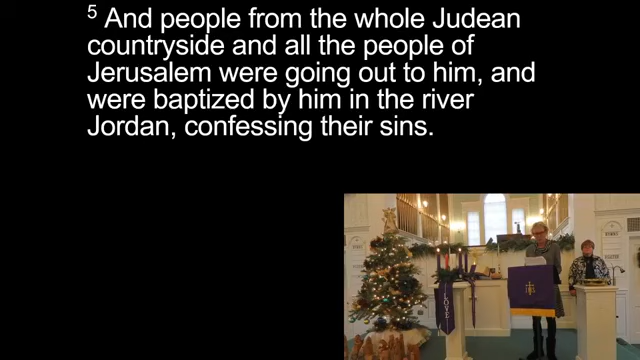 5 And people from the whole Judean
countryside and all the people of
Jerusalem were going out to him, and
were baptized by him in the river
Jordan, confessing their sins.
LOVE